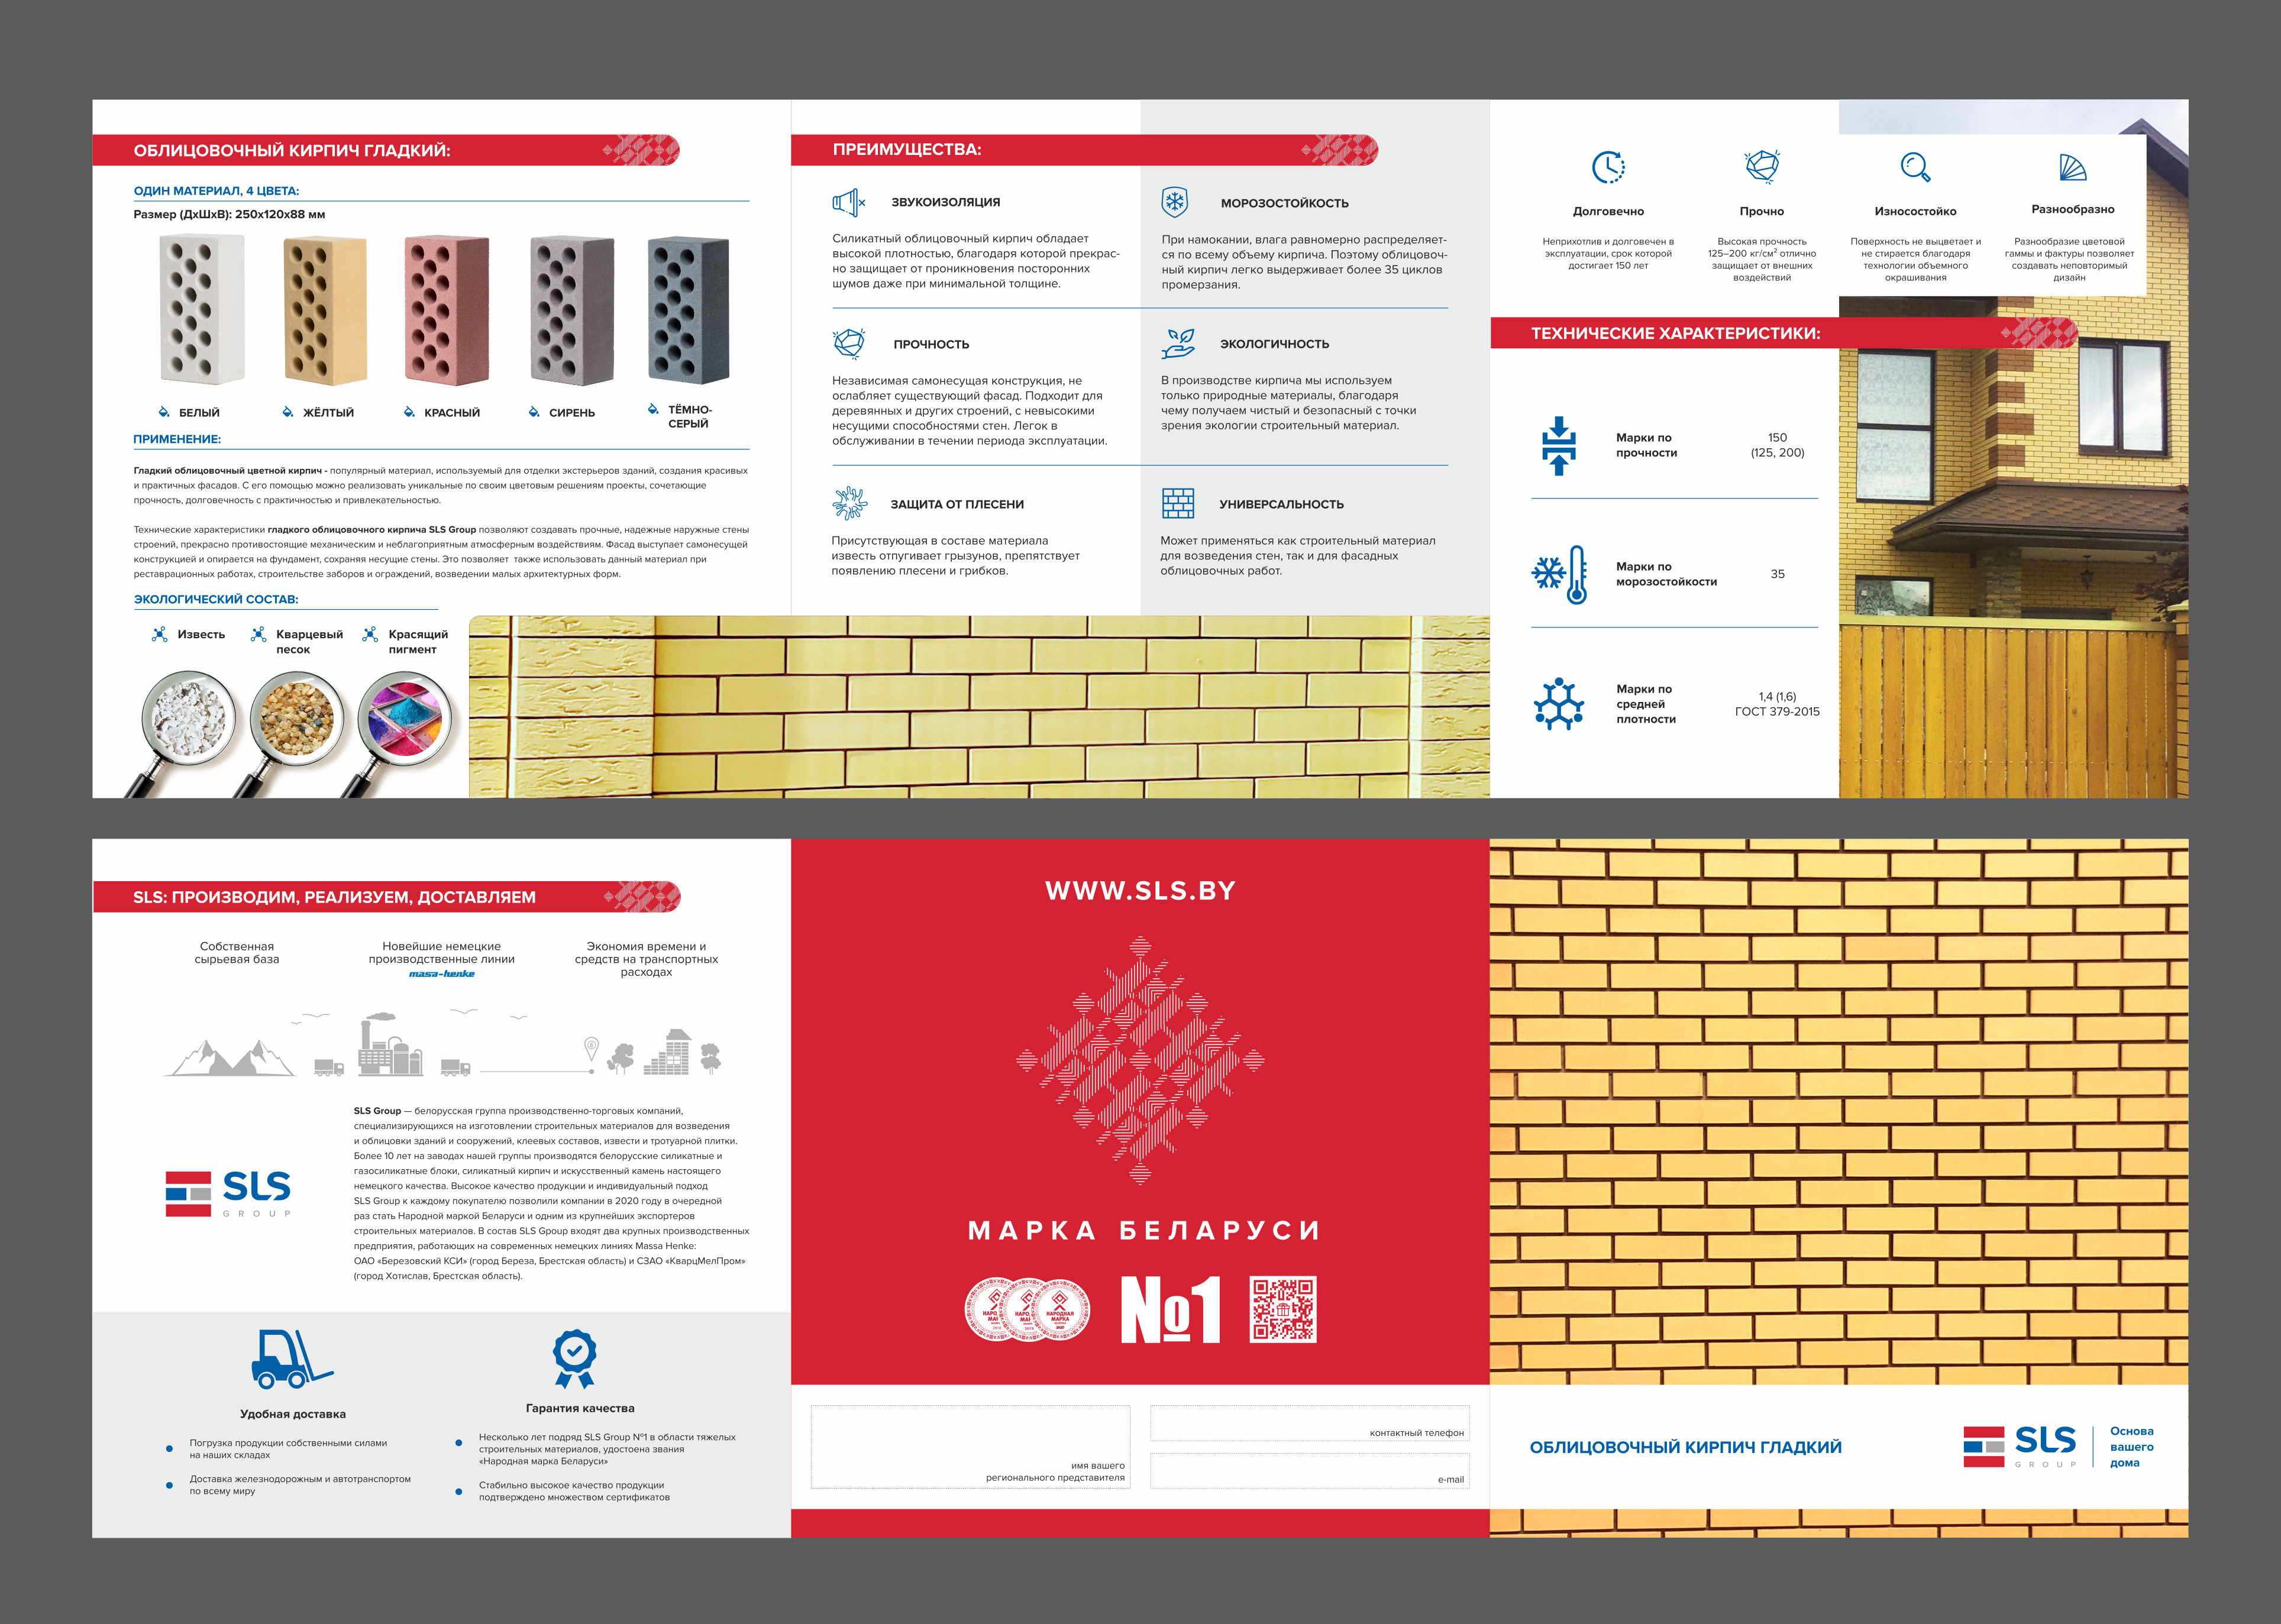 ОБЛИЦОВОЧНЫЙ КИРПИЧ ГЛАДКИЙ:
ОДИН МАТЕРИАЛ, 4 ЦВЕТА:
Размер (ДхШхВ): 250х120х88 мм
БЕЛЫЙ
ЖЁЛТЫЙ
КРАСНЫЙ
СИРЕНЬ
ТЁМНО-
СЕРЫЙ
ПРИМЕНЕНИЕ:
Гладкий облицовочный цветной кирпич - популярный материал, используемый для отделки экстерьеров зданий, создания красивых
и практичных фасадов. С его помощью можно реализовать уникальные по своим цветовым решениям проекты, сочетающие
прочность, долговечность с практичностью и привлекательностью.
Технические характеристики гладкого облицовочного кирпича SLS Group позволяют создавать прочные, надежные наружные стены
строений, прекрасно противостоящие механическим и неблагоприятным атмосферным воздействиям. Фасад выступает самонесущей
конструкцией и опирается на фундамент, сохраняя несущие стены. Это позволяет также использовать данный материал при
реставрационных работах, строительстве заборов и ограждений, возведении малых архитектурных форм.
ЭКОЛОГИЧЕСКИЙ СОСТАВ:
Известь
Кварцевый
песок
Красящий
пигмент
ПРЕИМУЩЕСТВА:
ЗВУКОИЗОЛЯЦИЯ
Силикатный облицовочный кирпич обладает
высокой плотностью, благодаря которой прекрас-
но защищает от проникновения посторонних
шумов даже при минимальной толщине.
МОРОЗОСТОЙКОСТЬ
При намокании, влага равномерно распределяет-
ся по всему объему кирпича. Поэтому облицовоч-
ный кирпич легко выдерживает более 35 циклов
промерзания.
ПРОЧНОСТЬ
Независимая самонесущая конструкция, не
ослабляет существующий фасад. Подходит для
деревянных и других строений, с невысокими
несущими способностями стен. Легок в
обслуживании в течении периода эксплуатации.
ЭКОЛОГИЧНОСТЬ
В производстве кирпича мы используем
только природные материалы, благодаря
чему получаем чистый и безопасный с точки
зрения экологии строительный материал.
ЗАЩИТА ОТ ПЛЕСЕНИ
Присутствующая в составе материала
известь отпугивает грызунов, препятствует
появлению плесени и грибков.
УНИВЕРСАЛЬНОСТЬ
Может применяться как строительный материал
для возведения стен, так и для фасадных
облицовочных работ.
Долговечно
Неприхотлив и долговечен в
эксплуатации, срок которой
достигает 150 лет
Прочно
Высокая прочность
125–200 кг/см² отлично
защищает от внешних
воздействий
Износостойко
Поверхность не выцветает и
не стирается благодаря
технологии объемного
окрашивания
Разнообразно
Разнообразие цветовой
гаммы и фактуры позволяет
создавать неповторимый
дизайн
ТЕХНИЧЕСКИЕ ХАРАКТЕРИСТИКИ:
Марки по
прочности
150
(125, 200)
Марки по
морозостойкости
35
Марки по
средней
плотности
1,4 (1,6)
ГОСТ 379-2015
SLS: ПРОИЗВОДИМ, РЕАЛИЗУЕМ, ДОСТАВЛЯЕМ
Собственная
сырьевая база
Новейшие немецкие
производственные линии
masa-henke
Экономия времени и
средств на транспортных
расходах
SLS
GROUP
SLS Group — белорусская группа производственно-торговых компаний,
специализирующихся на изготовлении строительных материалов для возведения
и облицовки зданий и сооружений, клеевых составов, извести и тротуарной плитки.
Более 10 лет на заводах нашей группы производятся белорусские силикатные и
газосиликатные блоки, силикатный кирпич и искусственный камень настоящего
немецкого качества. Высокое качество продукции и индивидуальный подход
SLS Group к каждому покупателю позволили компании в 2020 году в очередной
раз стать Народной маркой Беларуси и одним из крупнейших экспортеров
строительных материалов. В состав SLS Group входят два крупных производственных
предприятия, работающих на современных немецких линиях Massa Henke:
ОАО «Березовский КСИ» (город Береза, Брестская область) и СЗАО «КварцМелПром»
(город Хотислав, Брестская область).
Удобная доставка
Погрузка продукции собственными силами
на наших складах
Доставка железнодорожным и автотранспортом
по всему миру
Гарантия качества
Несколько лет подряд SLS Group №1 в области тяжелых
строительных материалов, удостоена звания
«Народная марка Беларуси»
Стабильно высокое качество продукции
подтверждено множеством сертификатов
WWW.SLS.BY
МАРКА БЕЛАРУСИ
НАРОДНАЯ
МАРКА
№1
имя вашего
регионального представителя
контактный телефон
e-mail
ОБЛИЦОВОЧНЫЙ КИРПИЧ ГЛАДКИЙ
SLS
GROUP
Основа
вашего
дома